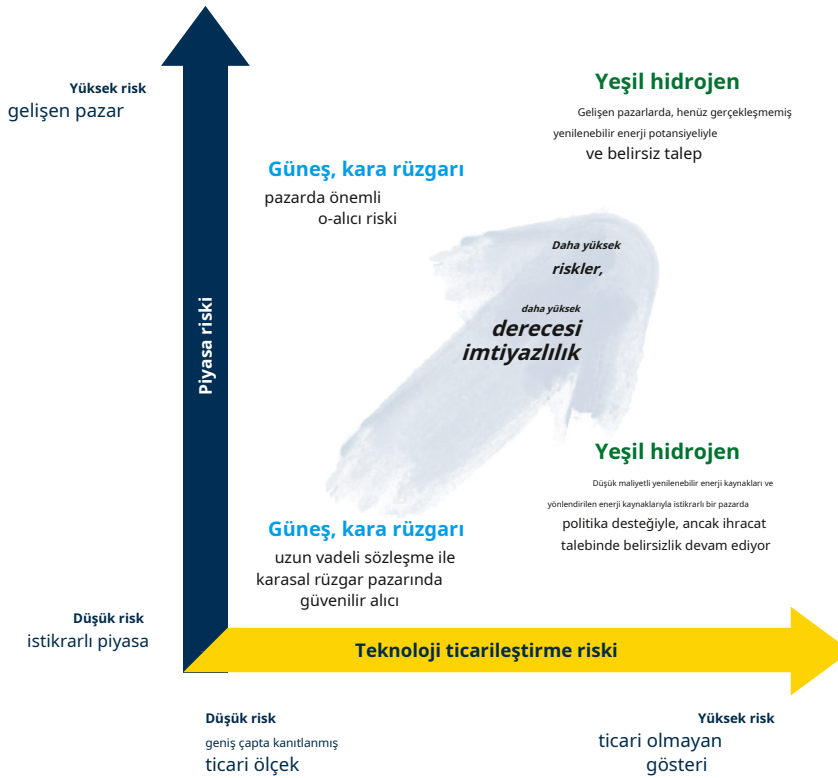 Yüksek risk
gelişen pazar
Yeşil hidrojen
Gelişen pazarlarda, henüz gerçekleşmemiş
yenilenebilir enerji potansiyeliyle
ve belirsiz talep
Güneş, kara rüzgarı
pazarda önemli
o-alıcı riski
Daha yüksek
riskler,
daha yüksek
derecesi
imtiyazlılık
Piyasa riski
Yeşil hidrojen
Düşük maliyetli yenilenebilir enerji kaynakları ve
yönlendirilen enerji kaynaklarıyla istikrarlı bir pazarda
politika desteğiyle, ancak ihracat
talebinde belirsizlik devam ediyor
Güneş, kara rüzgarı
uzun vadeli sözleşme ile
karasal rüzgar pazarında
güvenilir alıcı
Düşük risk
istikrarlı piyasa
Teknoloji ticarileştirme riski
Düşük risk
geniş çapta kanıtlanmış
ticari ölçek
Yüksek risk
ticari olmayan
gösteri